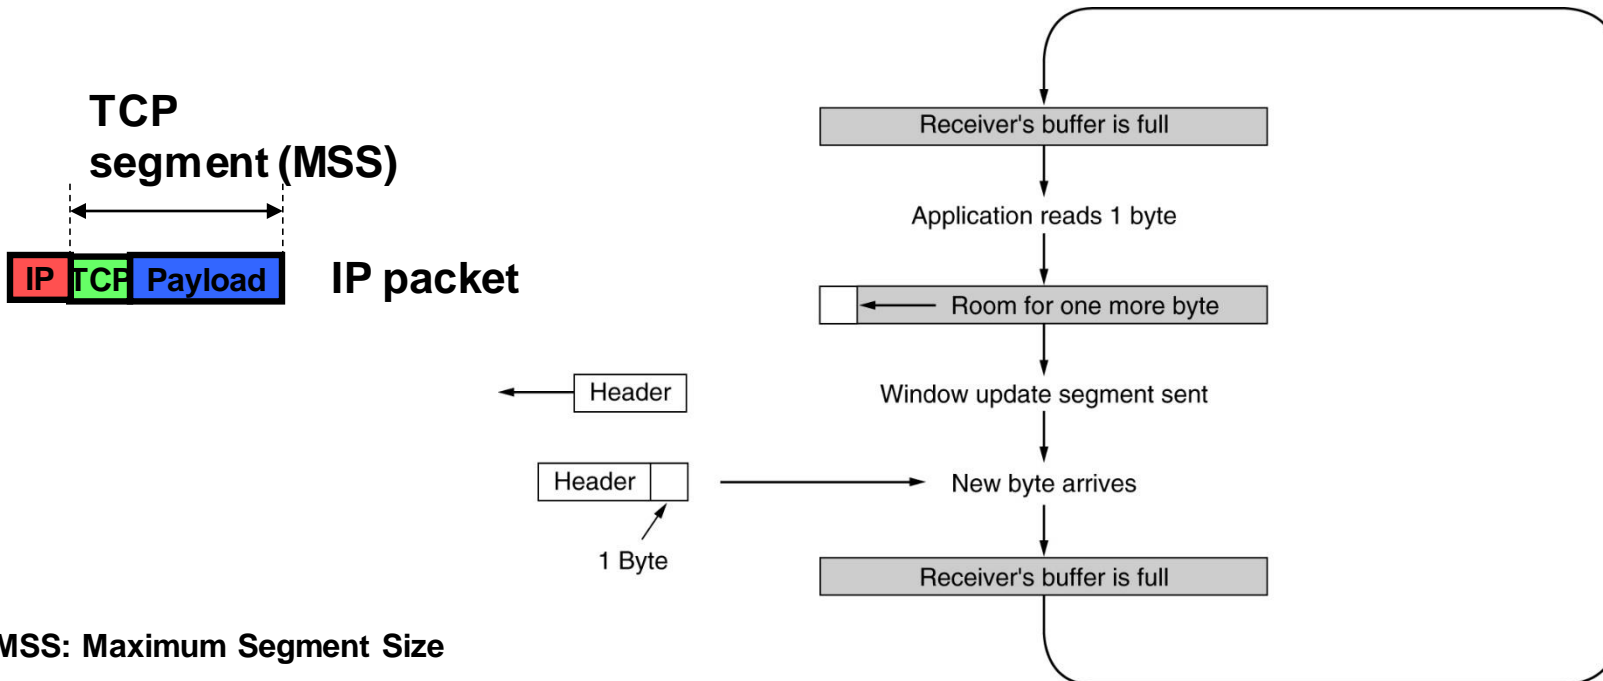 TCP
segment (MSS)
IP
TCP
Payload
IP packet
MSS: Maximum Segment Size
Receiver's buffer is full
Application reads 1 byte
Room for one more byte
Header
Window update segment sent
Header
New byte arrives
1 Byte
Receiver's buffer is full